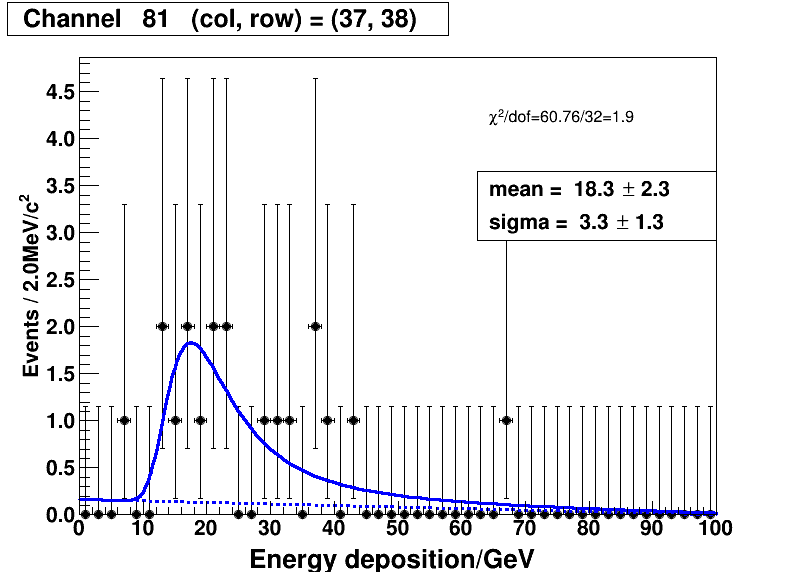 Channel 81 (col, row) = (37, 38)
χ²/dof=60.76/32=1.9
mean = 18.3 ± 2.3
sigma = 3.3 ± 1.3
Events / 2.0MeV/c²
4.5
4.0
3.5
3.0
2.5
2.0
1.5
1.0
0.5
0.0
0 10 20 30 40 50 60 70 80 90 100
Energy deposition/GeV